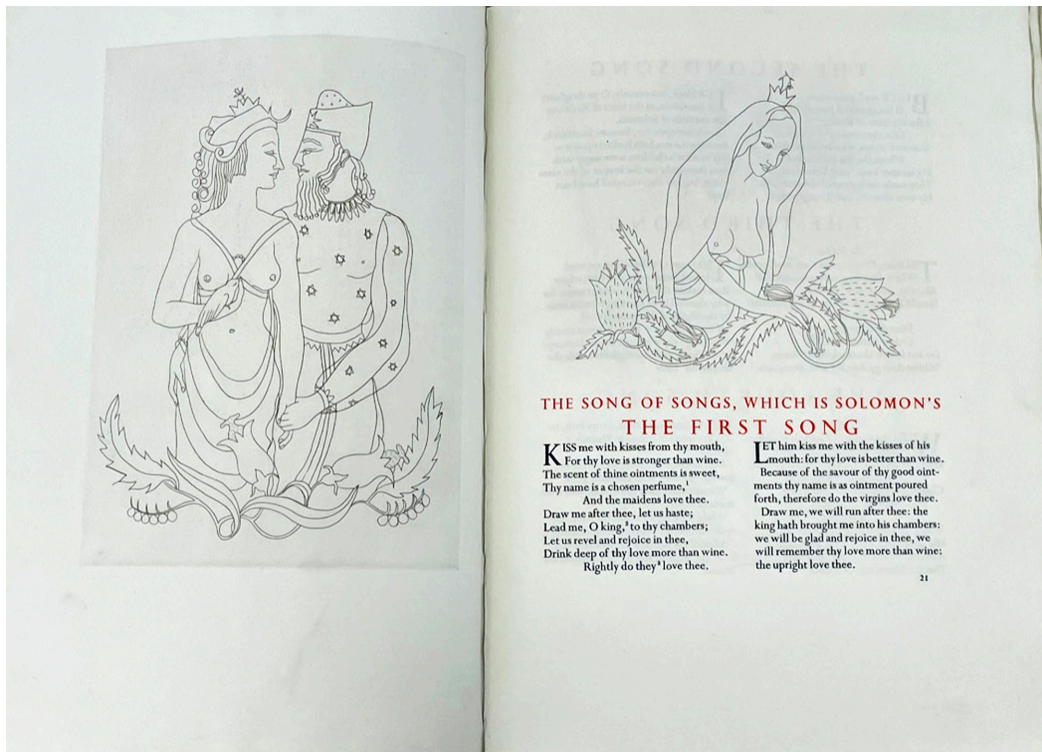 THE SONG OF SONGS, WHICH IS SOLOMON'S
THE FIRST SONG
KISS me with kisses from thy mouth,
For thy love is stronger than wine.
The scent of thine ointments is sweet,
Thy name is a chosen perfume,¹
And the maidens love thee.
Draw me after thee, let us haste;
Lead me, O king,² to thy chambers;
Let us revel and rejoice in thee,
Drink deep of thy love more than wine.
Rightly do they³ love thee.
LET him kiss me with the kisses of his
mouth: for thy love is better than wine.
Because of the savour of thy good oint-
ments thy name is as ointment poured
forth, therefore do the virgins love thee.
Draw me, we will run after thee: the
king hath brought me into his chambers:
we will be glad and rejoice in thee, we
will remember thy love more than wine:
the upright love thee.
21